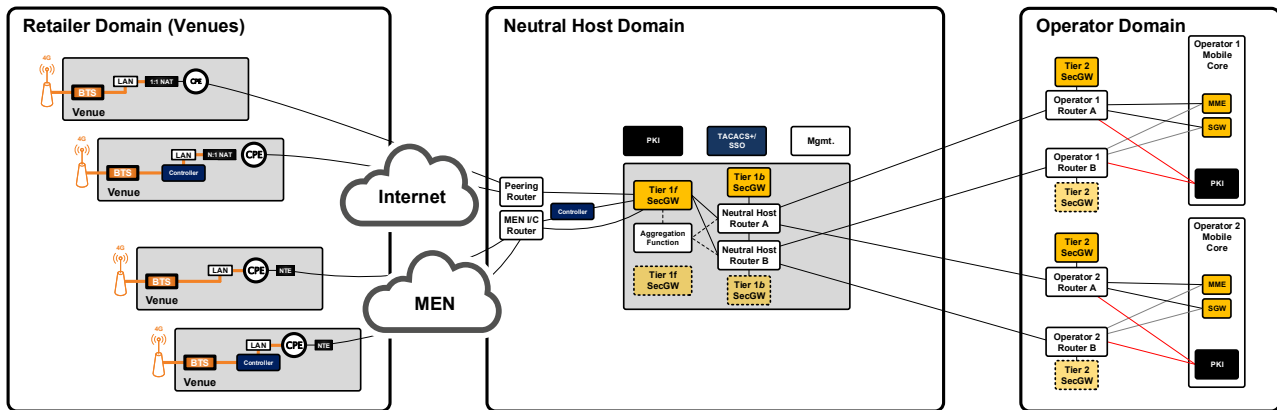 Retailer Domain (Venues)
4G
BTS
LAN
1:1 NAT
CPE
Venue
4G
BTS
Controller
LAN
N:1 NAT
CPE
Venue
4G
BTS
LAN
CPE
NTE
Venue
4G
BTS
Controller
LAN
CPE
NTE
Venue
Internet
MEN
Neutral Host Domain
Peering
Router
MEN I/C
Router
Controller
PKI
TACACS+/
SSO
Mgmt.
Tier 1f
SecGW
Aggregation
Function
Tier 1f
SecGW
Tier 1b
SecGW
Neutral Host
Router A
Neutral Host
Router B
Tier 1b
SecGW
Operator Domain
Tier 2
SecGW
Operator 1
Router A
Operator 1
Router B
Tier 2
SecGW
Operator 1
Mobile
Core
MME
SGW
PKI
Tier 2
SecGW
Operator 2
Router A
Operator 2
Router B
Tier 2
SecGW
Operator 2
Mobile
Core
MME
SGW
PKI